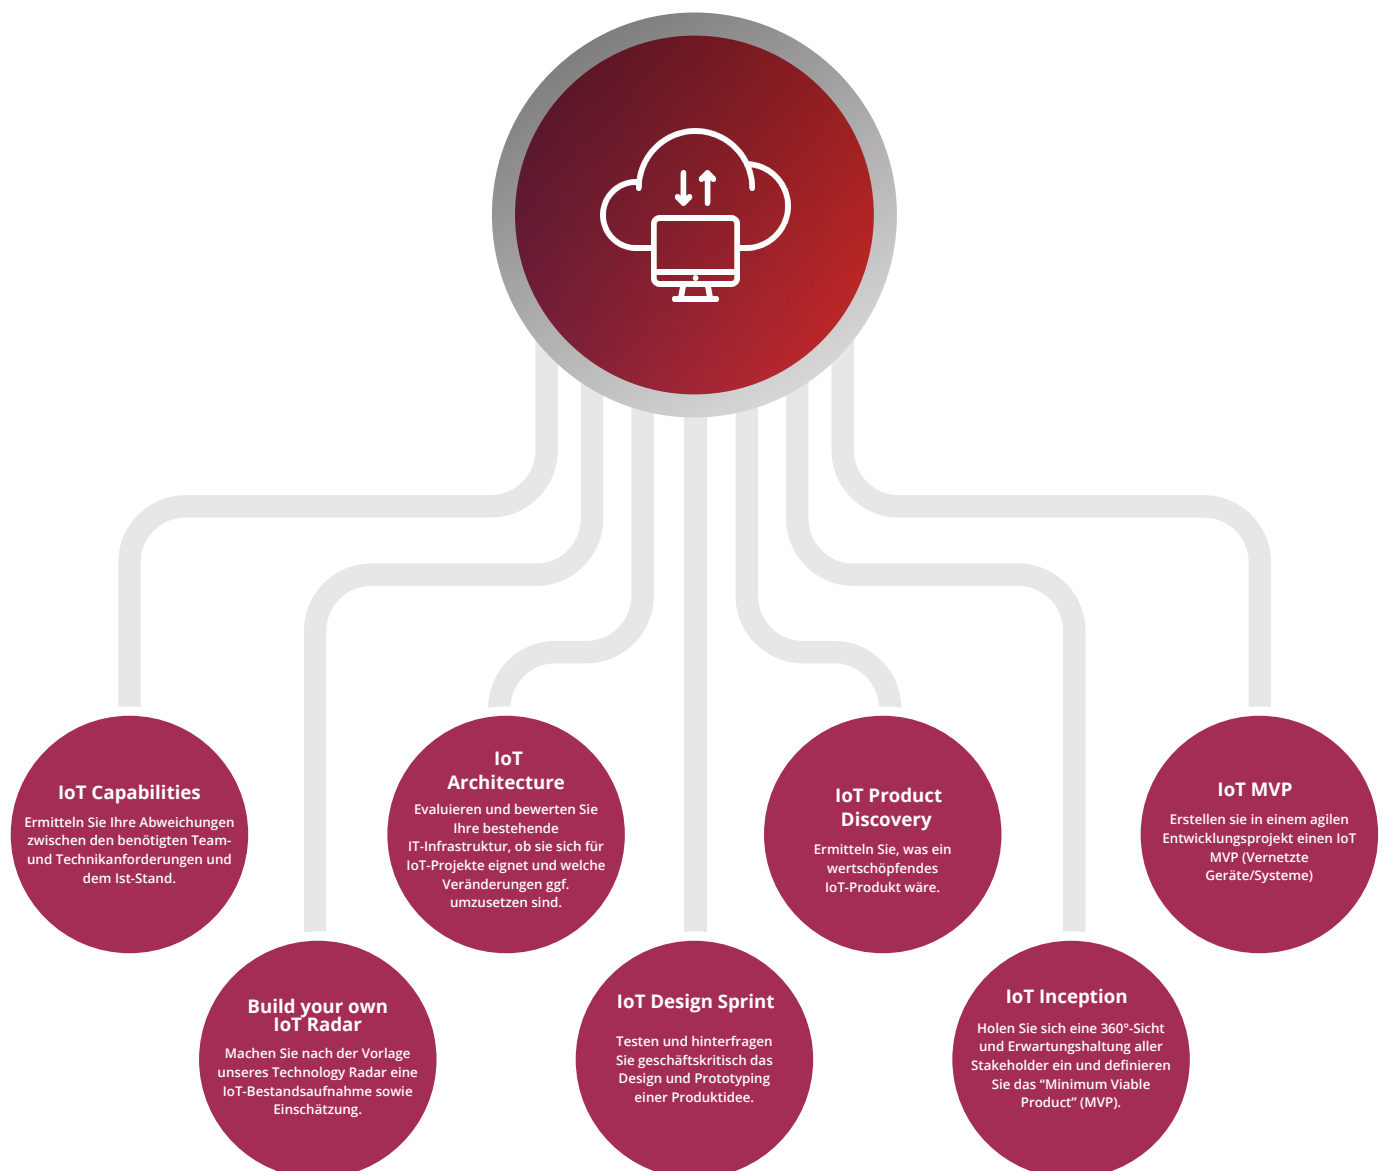 IoT Capabilities
Ermitteln Sie Ihre Abweichungen
zwischen den benötigten Team-
und Technikanforderungen und
dem Ist-Stand.
Build your own
IoT Radar
Machen Sie nach der Vorlage
unseres Technology Radar eine
IoT-Bestandsaufnahme sowie
Einschätzung.
IoT
Architecture
Evaluieren und bewerten Sie
Ihre bestehende
IT-Infrastruktur, ob sie sich für
IoT-Projekte eignet und welche
Veränderungen ggf.
umzusetzen sind.
IoT Design Sprint
Testen und hinterfragen
Sie geschäftskritisch das
Design und Prototyping
einer Produktidee.
IoT Product
Discovery
Ermitteln Sie, was ein
wertschöpfendes
IoT-Produkt wäre.
IoT Inception
Holen Sie sich eine 360°-Sicht
und Erwartungshaltung aller
Stakeholder ein und definieren
Sie das “Minimum Viable
Product” (MVP).
IoT MVP
Erstellen sie in einem agilen
Entwicklungsprojekt einen IoT
MVP (Vernetzte
Geräte/Systeme)